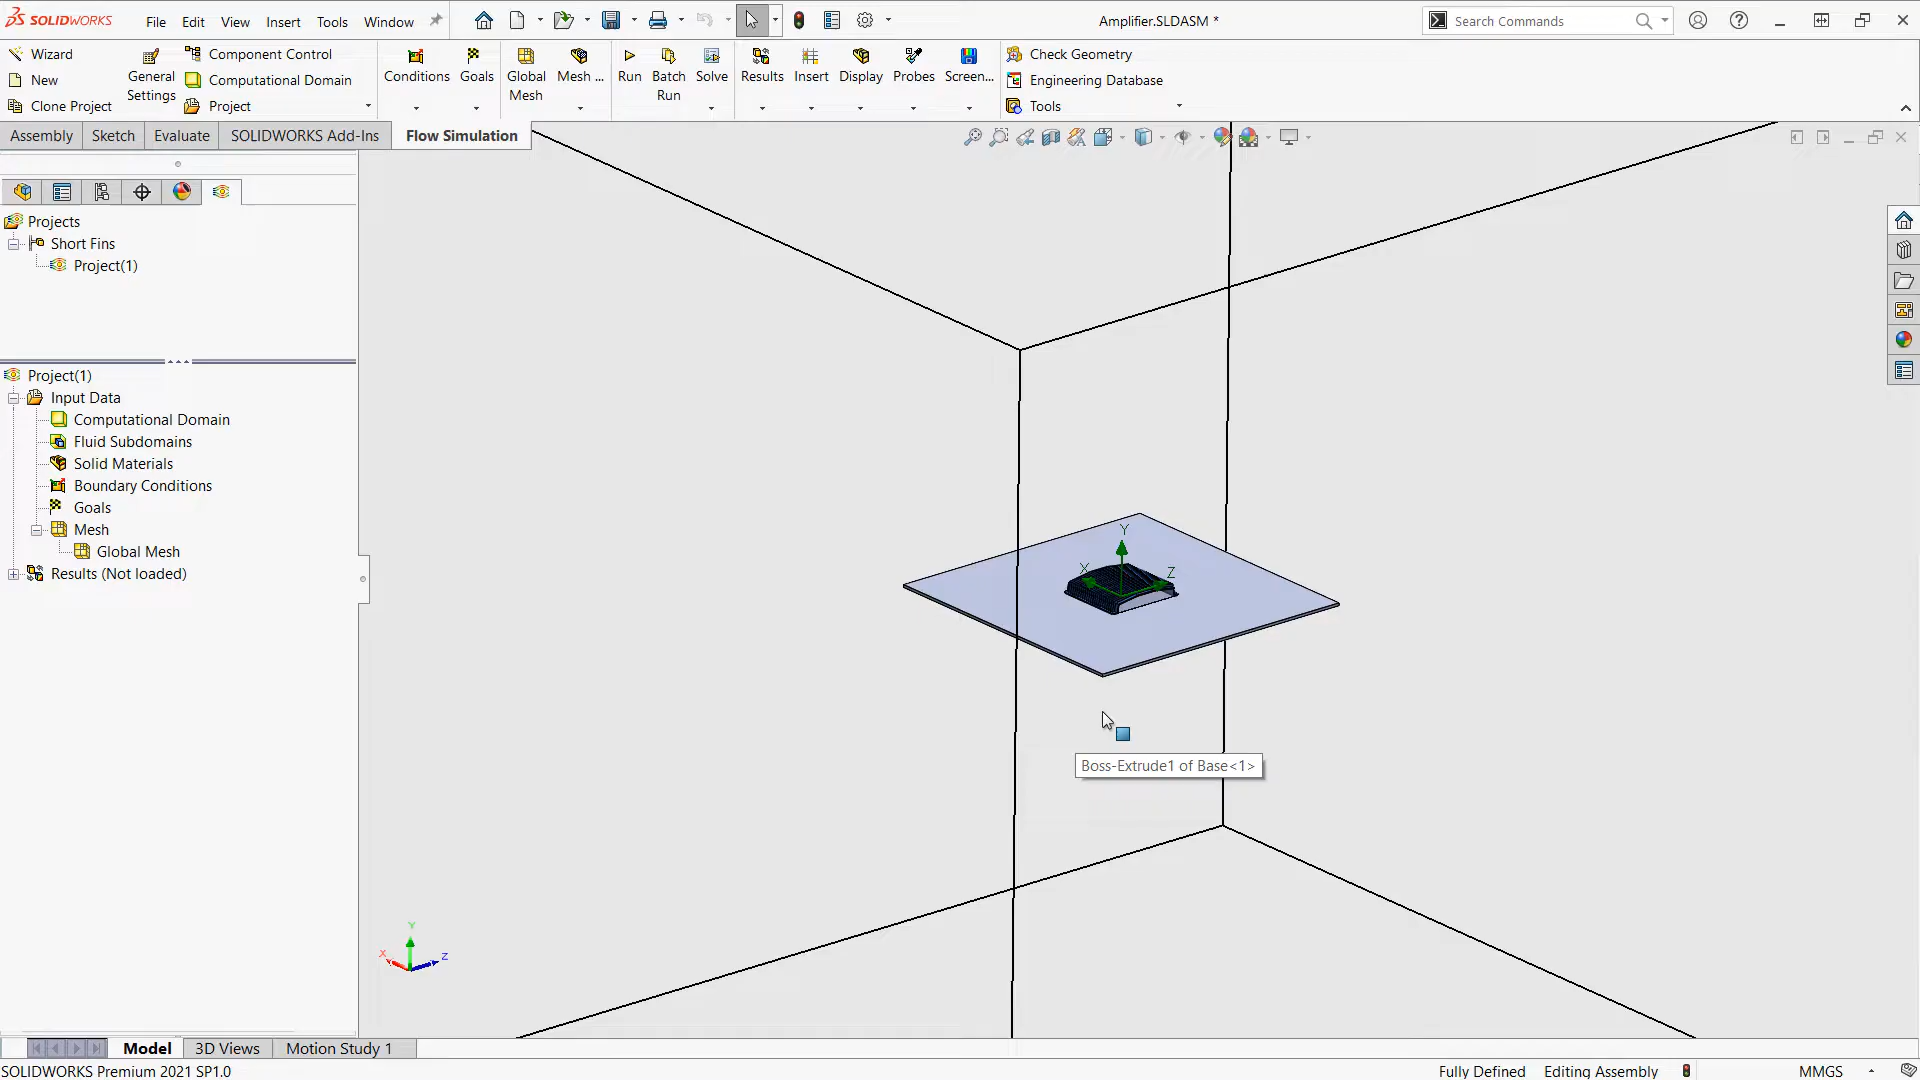 SOLIDWORKS File Edit View Insert Tools Window Amplifier.SLDASM * Search Commands
Wizard
New
Clone Project
General Settings
Component Control
Computational Domain
Project
Conditions
Goals
Global Mesh
Mesh ...
Run
Batch Run
Solve
Results
Insert
Display
Probes
Screen...
Check Geometry
Engineering Database
Tools
Assembly Sketch Evaluate SOLIDWORKS Add-Ins Flow Simulation
Projects
Short Fins
Project(1)
Project(1)
Input Data
Computational Domain
Fluid Subdomains
Solid Materials
Boundary Conditions
Goals
Mesh
Global Mesh
Results (Not loaded)
Y
X Z
Boss-Extrude1 of Base<1>
Y
X Z
Model 3D Views Motion Study 1
SOLIDWORKS Premium 2021 SP1.0 Fully Defined Editing Assembly MMGS